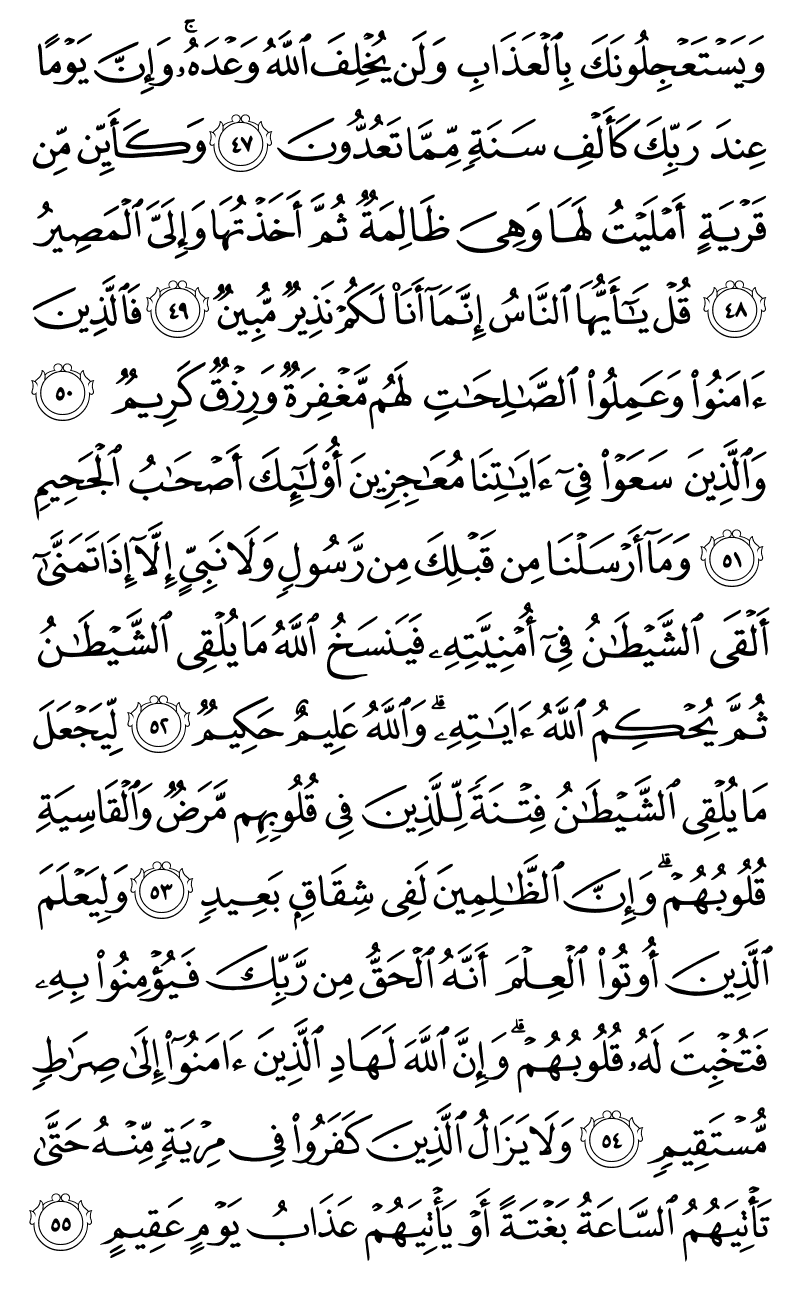 وَيَسۡتَعۡجِلُونَكَ بِٱلۡعَذَابِ وَلَن يُخۡلِفَ ٱللَّهُ وَعۡدَهُۥۚ وَإِنَّ يَوۡمًا
عِندَ رَبِّكَ كَأَلۡفِ سَنَةٖ مِّمَّا تَعُدُّونَ ٤٧ وَكَأَيِّن مِّن
قَرۡيَةٍ أَمۡلَيۡتُ لَهَا وَهِيَ ظَالِمَةٞ ثُمَّ أَخَذۡتُهَا وَإِلَيَّ ٱلۡمَصِيرُ
٤٨ قُلۡ يَٰٓأَيُّهَا ٱلنَّاسُ إِنَّمَآ أَنَا۠ لَكُمۡ نَذِيرٞ مُّبِينٞ ٤٩ فَٱلَّذِينَ
ءَامَنُواْ وَعَمِلُواْ ٱلصَّٰلِحَٰتِ لَهُم مَّغۡفِرَةٞ وَرِزۡقٞ كَرِيمٞ ٥٠
وَٱلَّذِينَ سَعَوۡاْ فِيٓ ءَايَٰتِنَا مُعَٰجِزِينَ أُوْلَٰٓئِكَ أَصۡحَٰبُ ٱلۡجَحِيمِ
٥١ وَمَآ أَرۡسَلۡنَا مِن قَبۡلِكَ مِن رَّسُولٖ وَلَا نَبِيٍّ إِلَّآ إِذَا تَمَنَّىٰٓ
أَلۡقَى ٱلشَّيۡطَٰنُ فِيٓ أُمۡنِيَّتِهِۦ فَيَنسَخُ ٱللَّهُ مَا يُلۡقِي ٱلشَّيۡطَٰنُ
ثُمَّ يُحۡكِمُ ٱللَّهُ ءَايَٰتِهِۦۗ وَٱللَّهُ عَلِيمٌ حَكِيمٞ ٥٢ لِّيَجۡعَلَ
مَا يُلۡقِي ٱلشَّيۡطَٰنُ فِتۡنَةٗ لِّلَّذِينَ فِي قُلُوبِهِم مَّرَضٞ وَٱلۡقَاسِيَةِ
قُلُوبُهُمۡۗ وَإِنَّ ٱلظَّٰلِمِينَ لَفِي شِقَاقِۭ بَعِيدٖ ٥٣ وَلِيَعۡلَمَ
ٱلَّذِينَ أُوتُواْ ٱلۡعِلۡمَ أَنَّهُ ٱلۡحَقُّ مِن رَّبِّكَ فَيُؤۡمِنُواْ بِهِۦ
فَتُخۡبِتَ لَهُۥ قُلُوبُهُمۡۗ وَإِنَّ ٱللَّهَ لَهَادِ ٱلَّذِينَ ءَامَنُوٓاْ إِلَىٰ صِرَٰطٖ
مُّسۡتَقِيمٖ ٥٤ وَلَا يَزَالُ ٱلَّذِينَ كَفَرُواْ فِي مِرۡيَةٖ مِّنۡهُ حَتَّىٰ
تَأۡتِيَهُمُ ٱلسَّاعَةُ بَغۡتَةً أَوۡ يَأۡتِيَهُمۡ عَذَابُ يَوۡمٍ عَقِيمٍ ٥٥